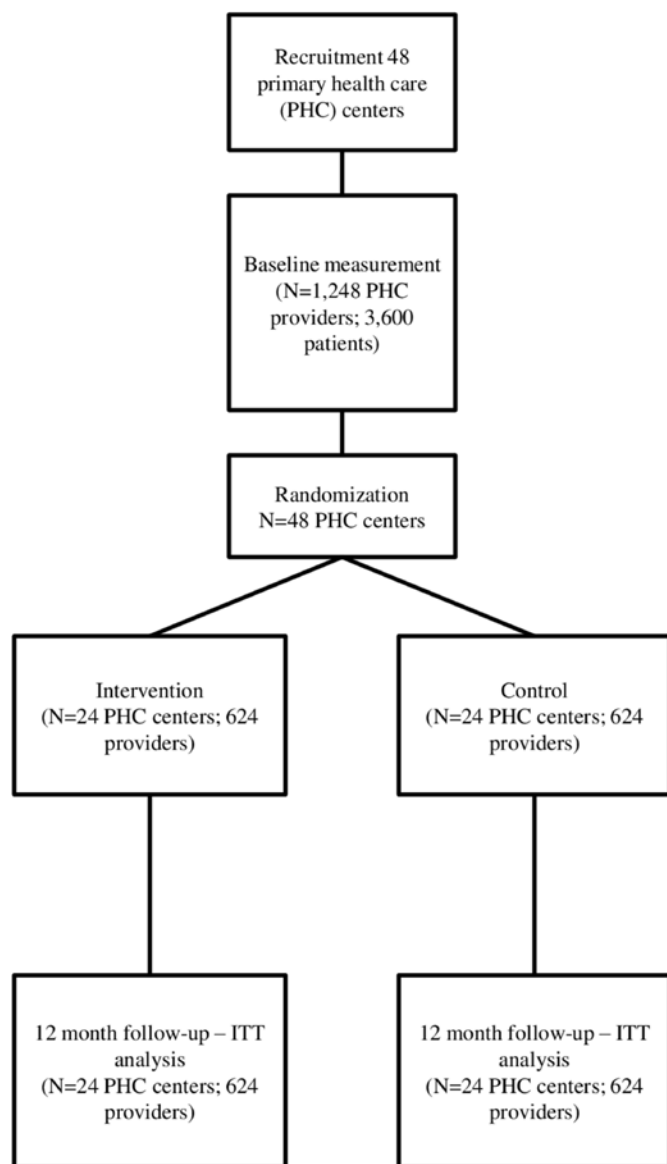 Recruitment 48
primary health care
(PHC) centers
Baseline measurement
(N=1,248 PHC
providers; 3,600
patients)
Randomization
N=48 PHC centers
Intervention
(N=24 PHC centers; 624
providers)
Control
(N=24 PHC centers; 624
providers)
12 month follow-up – ITT
analysis
(N=24 PHC centers; 624
providers)
12 month follow-up – ITT
analysis
(N=24 PHC centers; 624
providers)